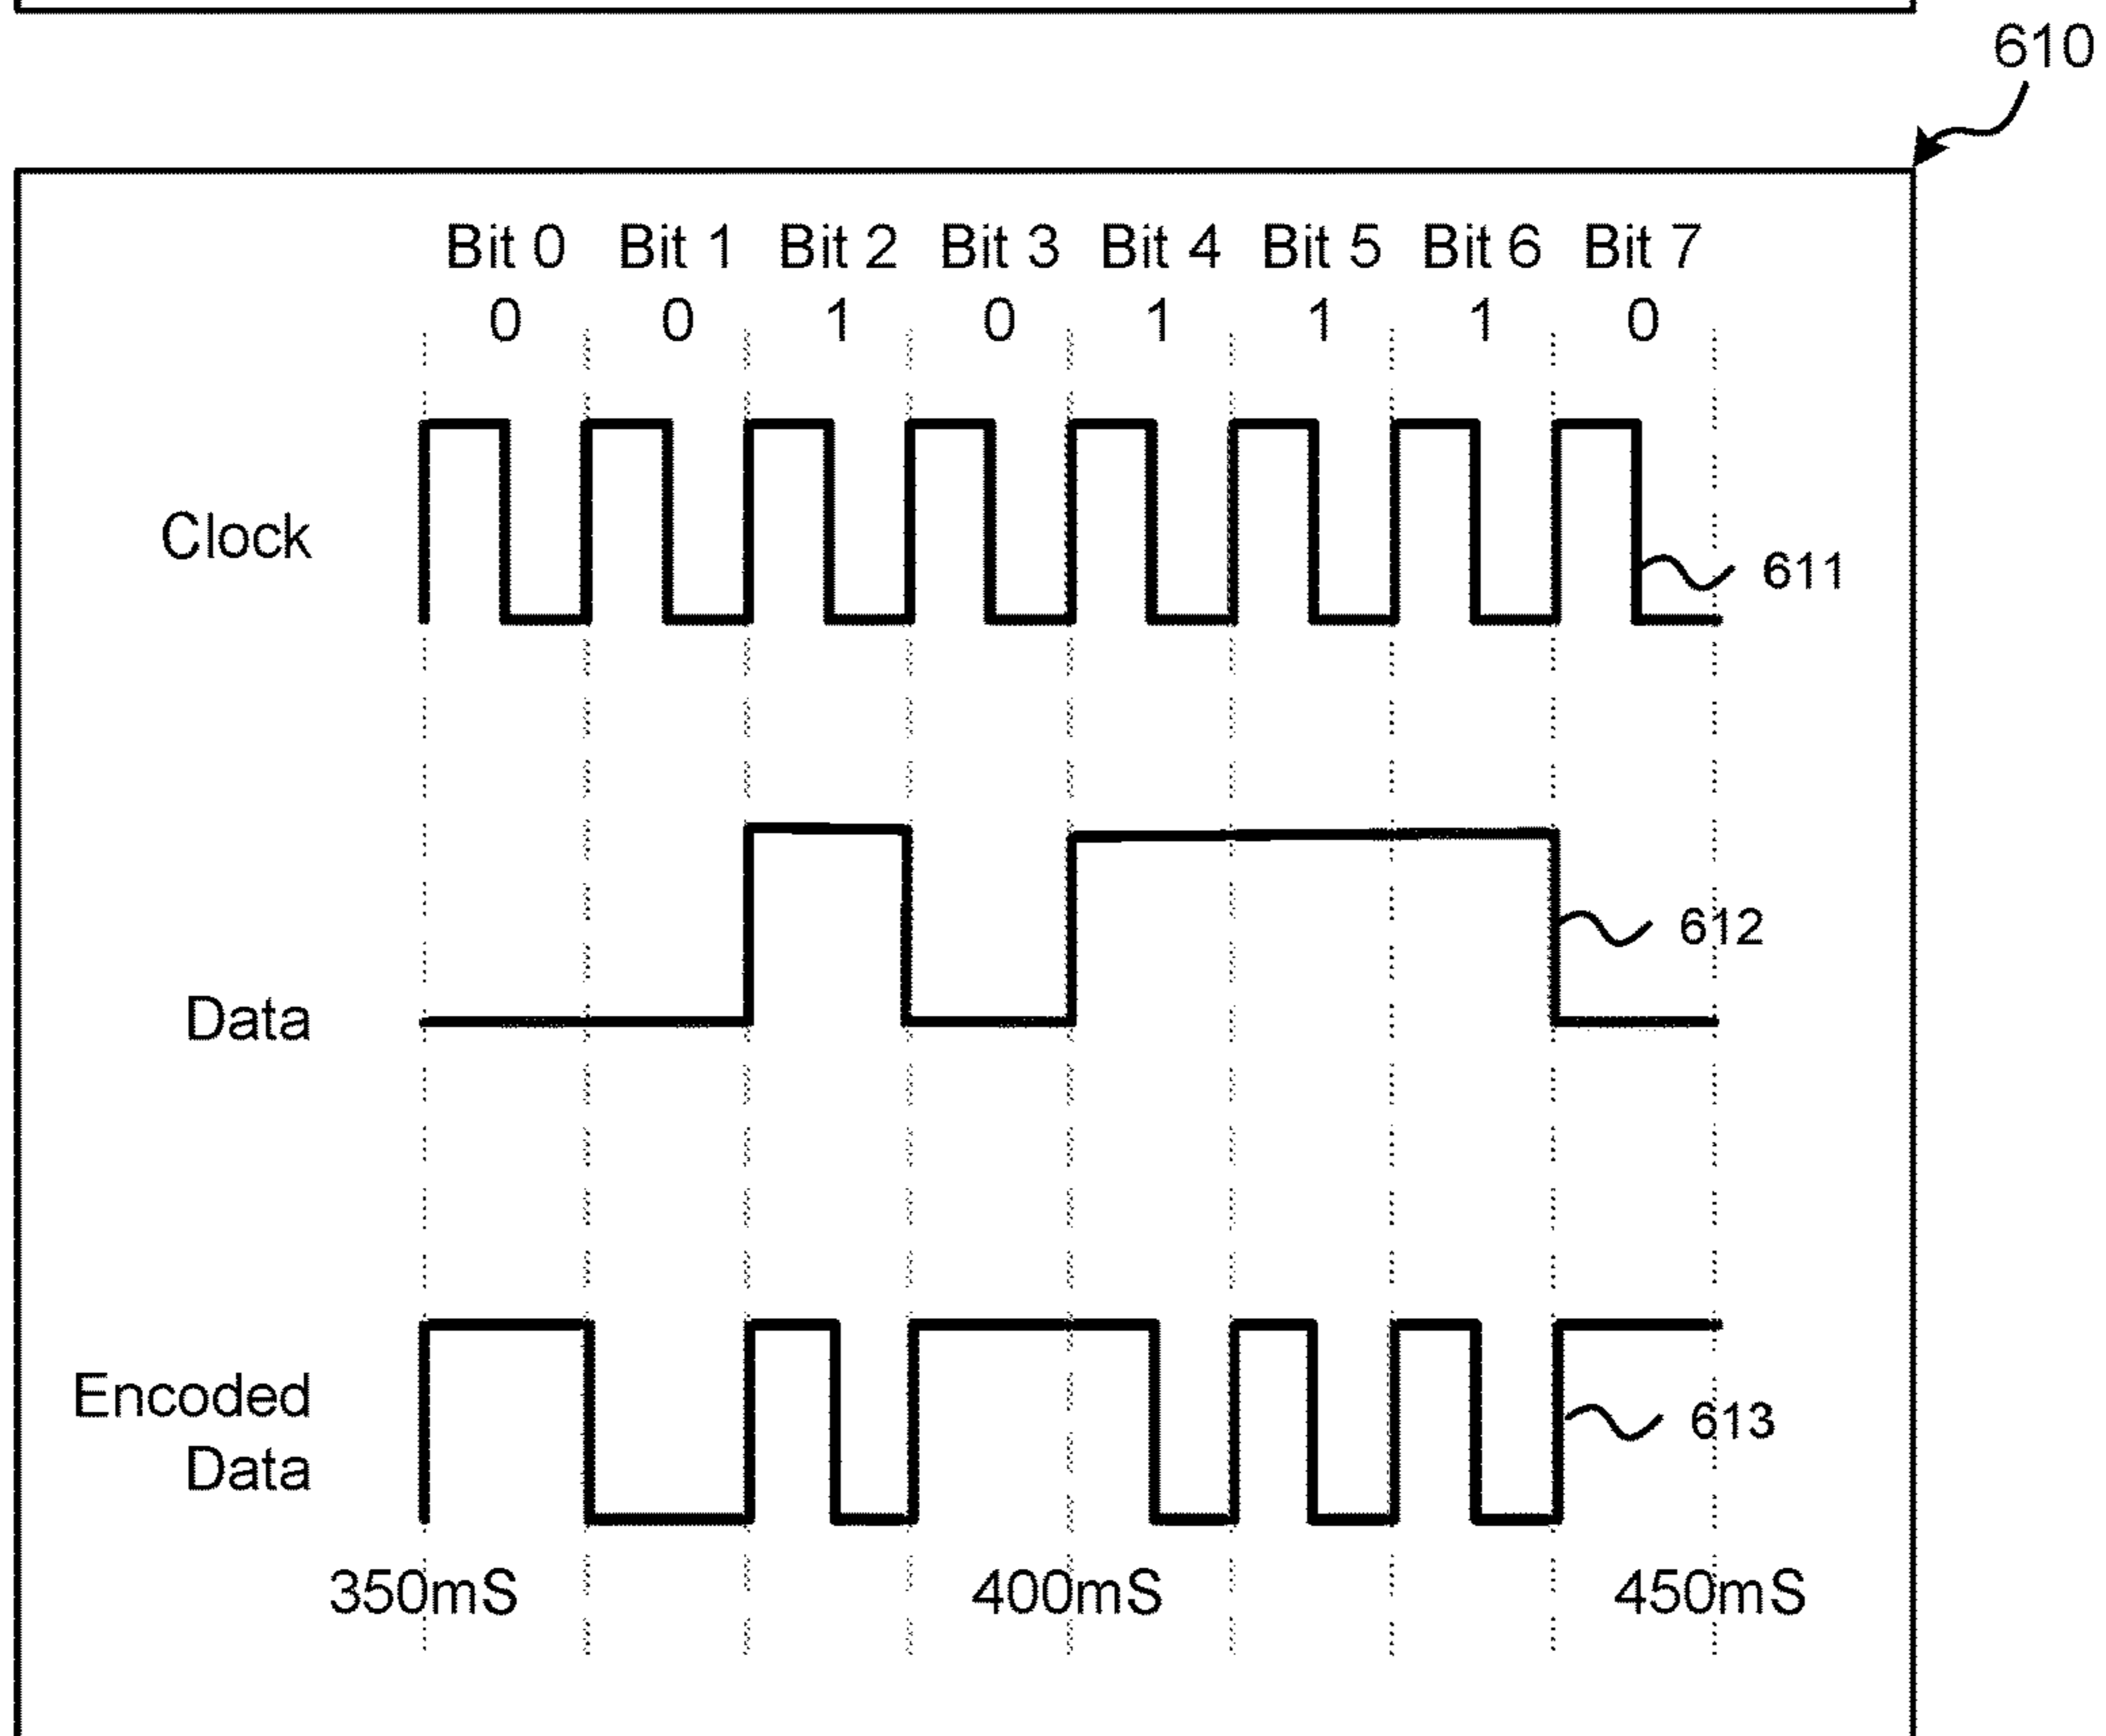 610
Bit 0 Bit 1 Bit 2 Bit 3 Bit 4 Bit 5 Bit 6 Bit 7
0 0 1 0 1 1 1 0
Clock
611
612
Data
Encoded
Data
613
350mS 400mS 450mS